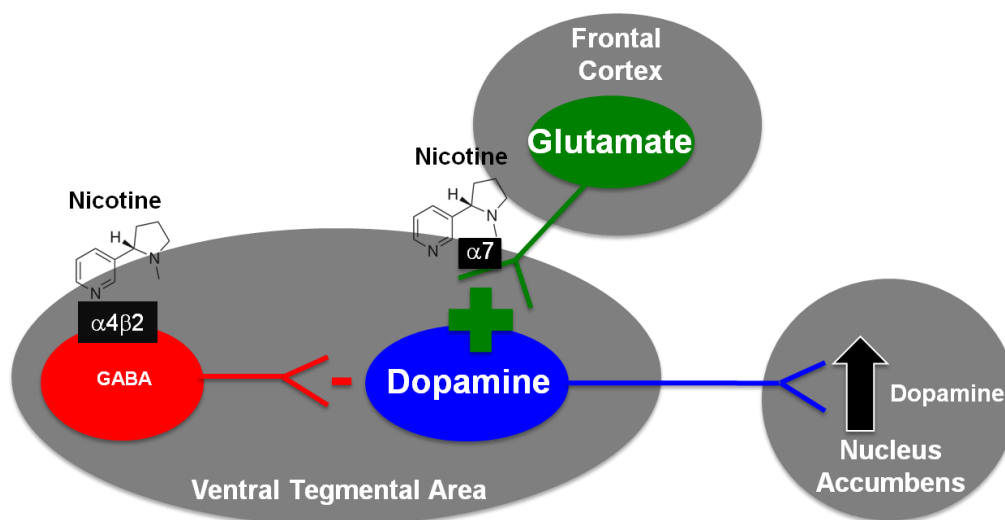 Frontal
Cortex
Glutamate
Nicotine
H
N
N
α7
Nicotine
H
N
N
α4β2
GABA
Dopamine
Dopamine
Nucleus
Accumbens
Ventral Tegmental Area